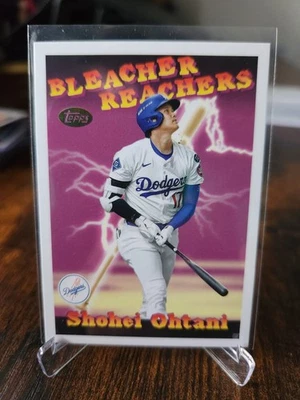 BLEACHER
REACHERS
Topps
Dodgers
17
Dodgers
Shohei Ohtani